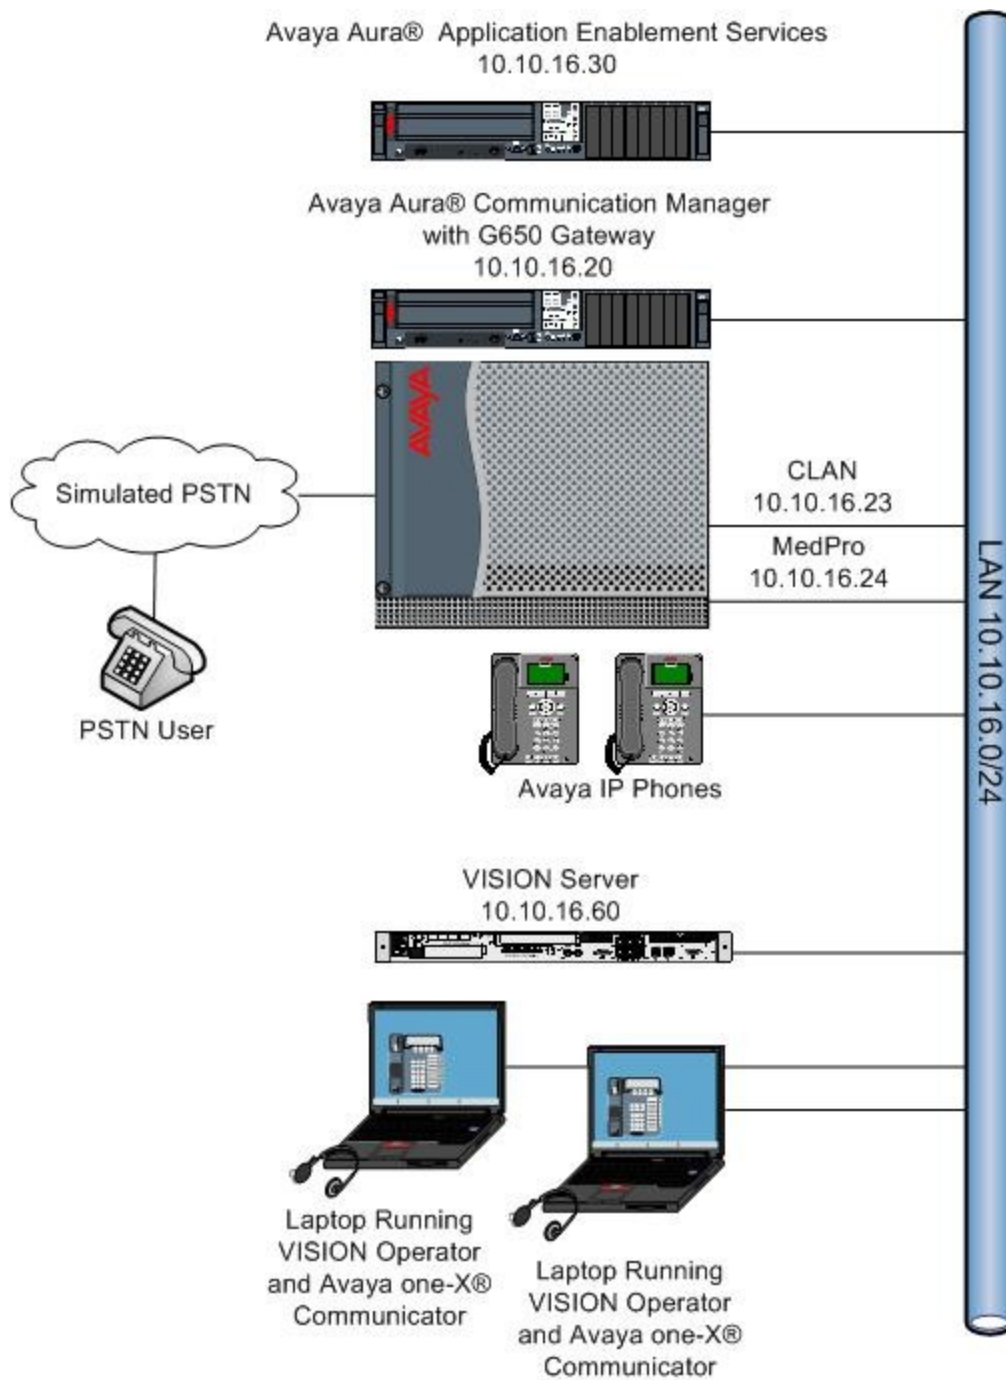 Avaya Aura® Application Enablement Services
10.10.16.30
Avaya Aura® Communication Manager
with G650 Gateway
10.10.16.20
AVAYA
Simulated PSTN
CLAN
10.10.16.23
MedPro
10.10.16.24
LAN 10.10.16.0/24
PSTN User
Avaya IP Phones
VISION Server
10.10.16.60
Laptop Running
VISION Operator
and Avaya one-X®
Communicator
Laptop Running
VISION Operator
and Avaya one-X®
Communicator